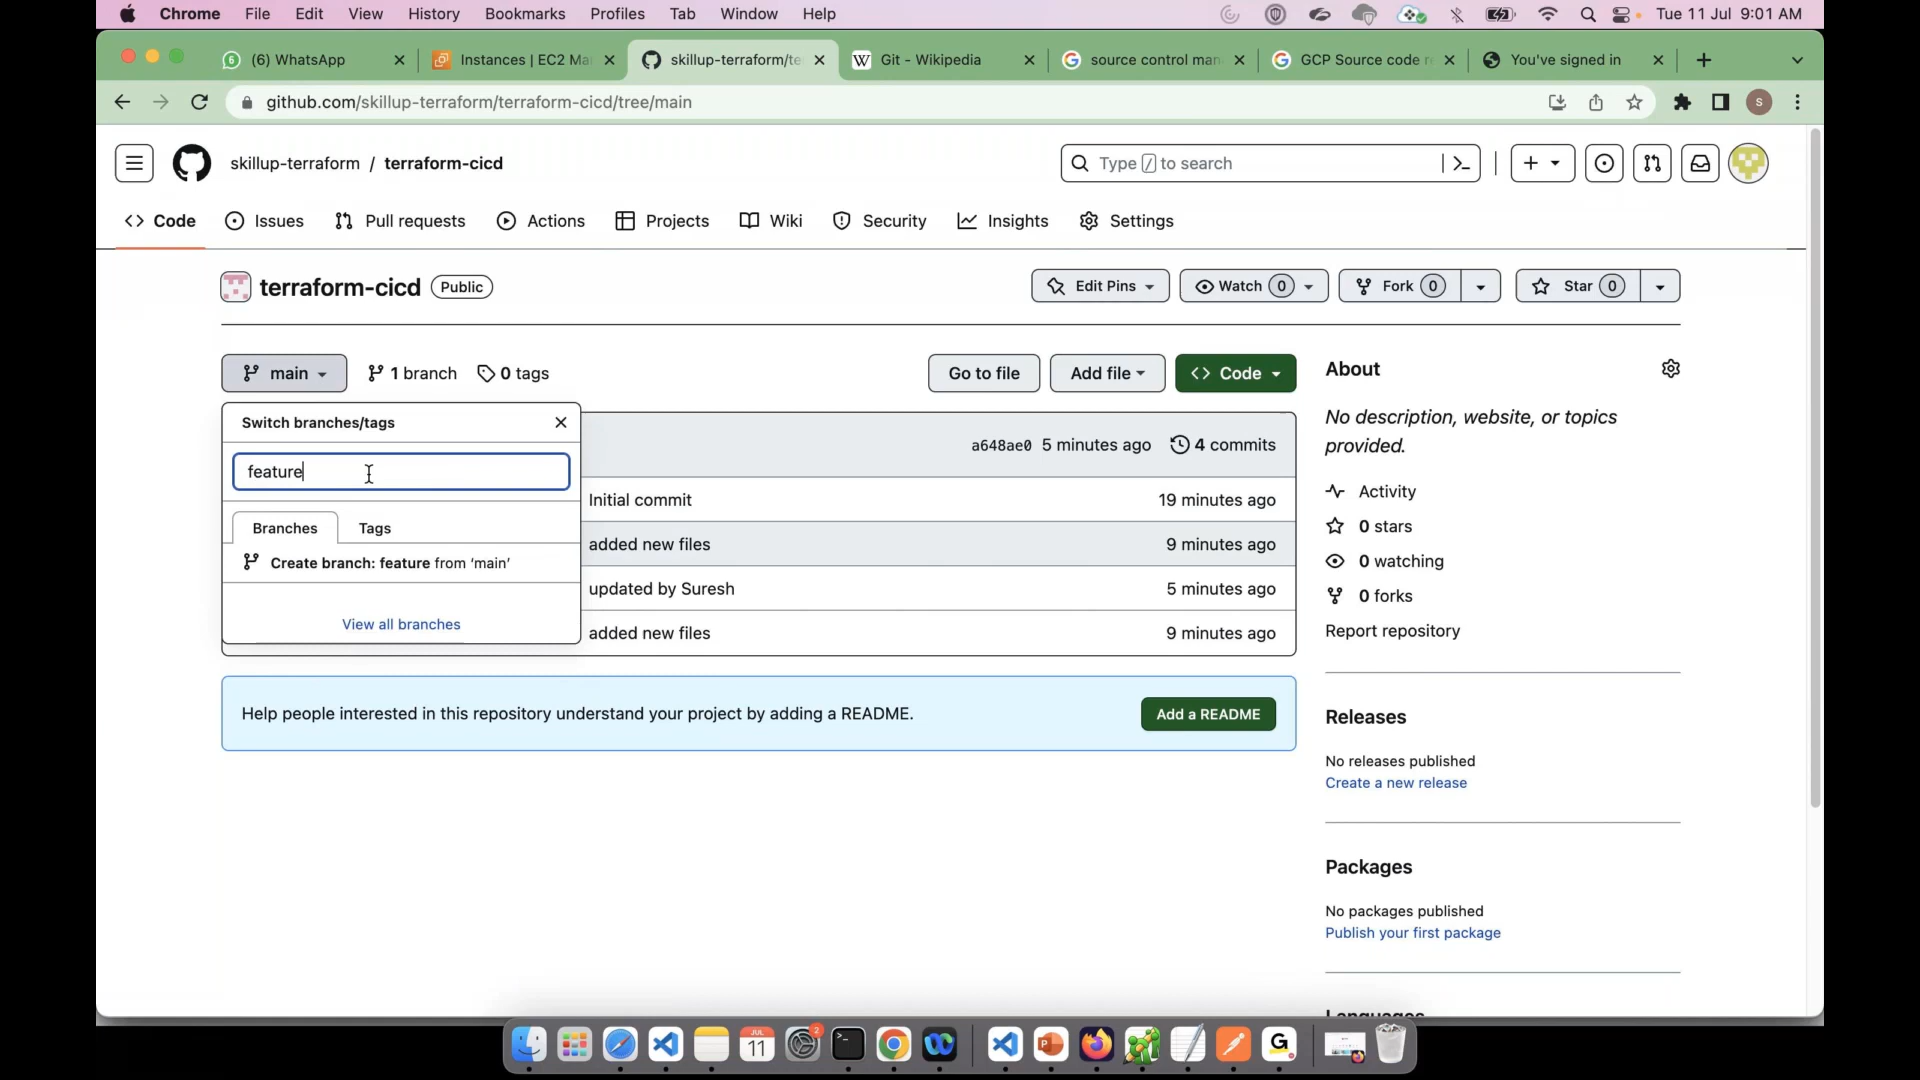 Chrome File Edit View History Bookmarks Profiles Tab Window Help Tue 11 Jul 9:01 AM
(6) WhatsApp Instances | EC2 Ma skillup-terraform/te Git - Wikipedia source control man GCP Source code r You've signed in
github.com/skillup-terraform/terraform-cicd/tree/main S
skillup-terraform / terraform-cicd Type / to search
Code Issues Pull requests Actions Projects Wiki Security Insights Settings
terraform-cicd Public Edit Pins Watch 0 Fork 0 Star 0
main 1 branch 0 tags Go to file Add file Code
Switch branches/tags
feature
Branches Tags
Create branch: feature from 'main'
View all branches
a648ae0 5 minutes ago 4 commits
Initial commit 19 minutes ago
added new files 9 minutes ago
updated by Suresh 5 minutes ago
added new files 9 minutes ago
Help people interested in this repository understand your project by adding a README. Add a README
About
No description, website, or topics
provided.
Activity
0 stars
0 watching
0 forks
Report repository
Releases
No releases published
Create a new release
Packages
No packages published
Publish your first package
Languages
JUL
11
2